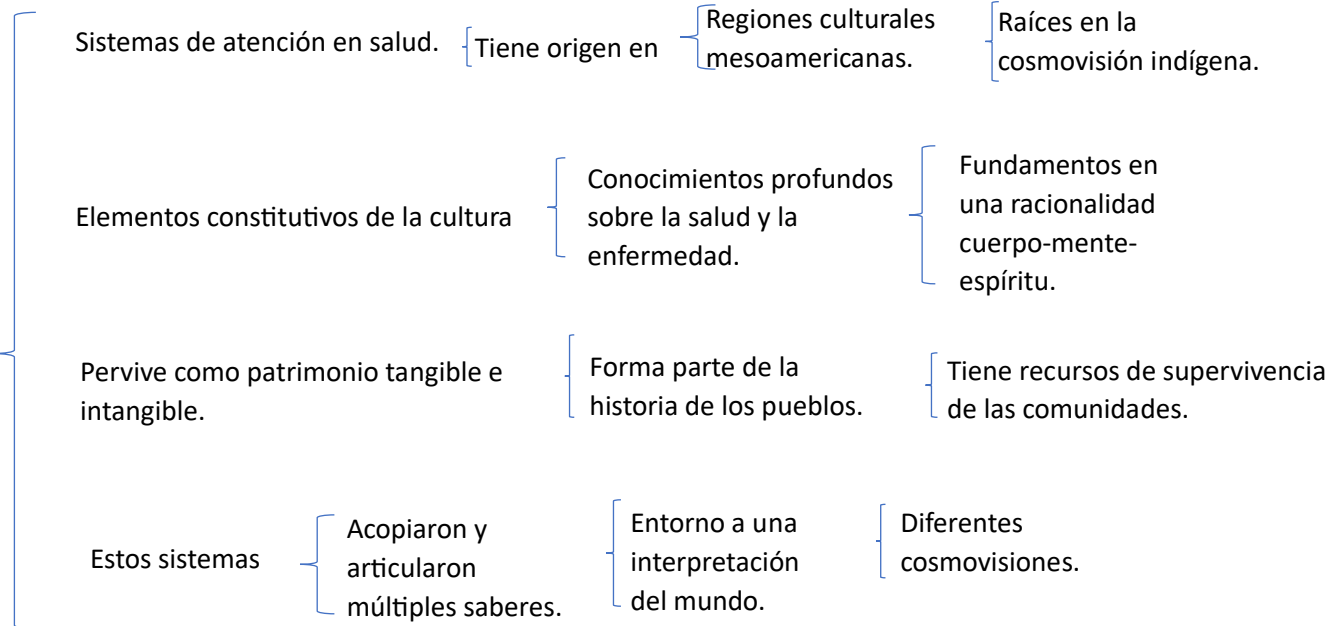 Sistemas de atención en salud.
Tiene origen en
Regiones culturales
mesoamericanas.
Raíces en la
cosmovisión indígena.
Elementos constitutivos de la cultura
Conocimientos profundos
sobre la salud y la
enfermedad.
Fundamentos en
una racionalidad
cuerpo-mente-
espíritu.
Pervive como patrimonio tangible e
intangible.
Forma parte de la
historia de los pueblos.
Tiene recursos de supervivencia
de las comunidades.
Estos sistemas
Acopiaron y
articularon
múltiples saberes.
Entorno a una
interpretación
del mundo.
Diferentes
cosmovisiones.